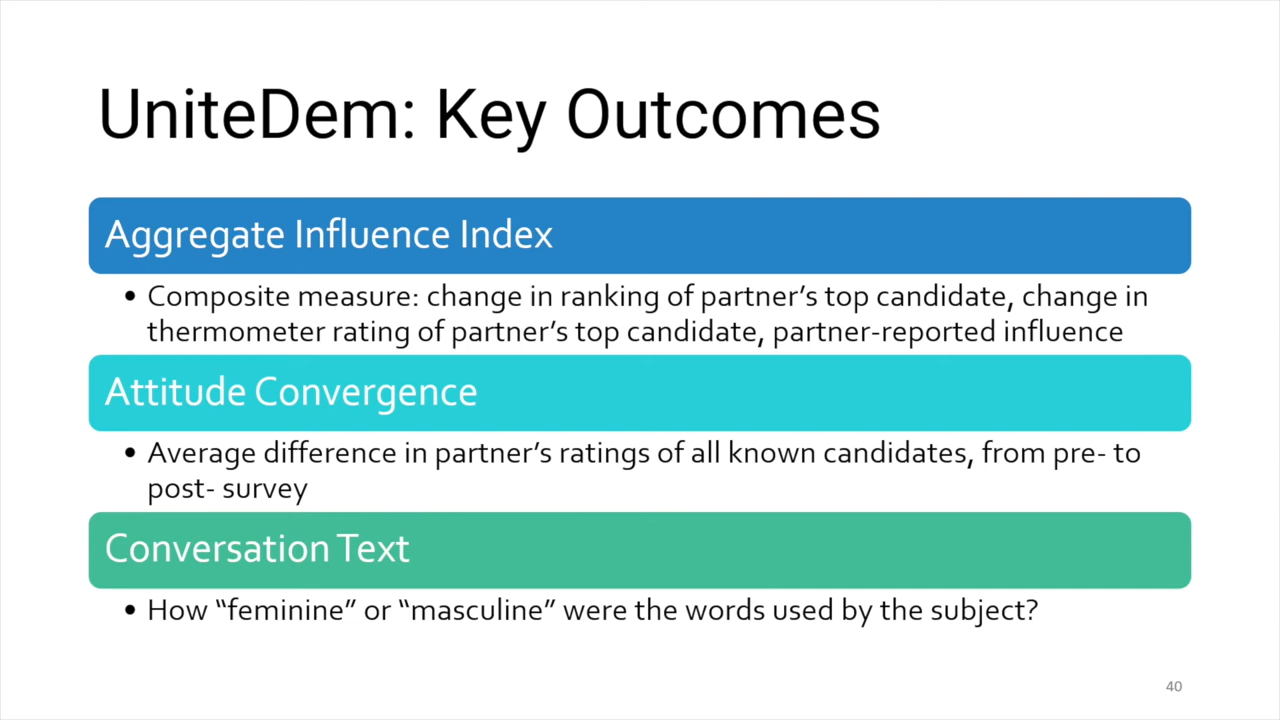 UniteDem: Key Outcomes
Aggregate Influence Index
• Composite measure: change in ranking of partner’s top candidate, change in
thermometer rating of partner’s top candidate, partner-reported influence
Attitude Convergence
• Average difference in partner’s ratings of all known candidates, from pre- to
post- survey
Conversation Text
• How “feminine” or “masculine” were the words used by the subject?
40